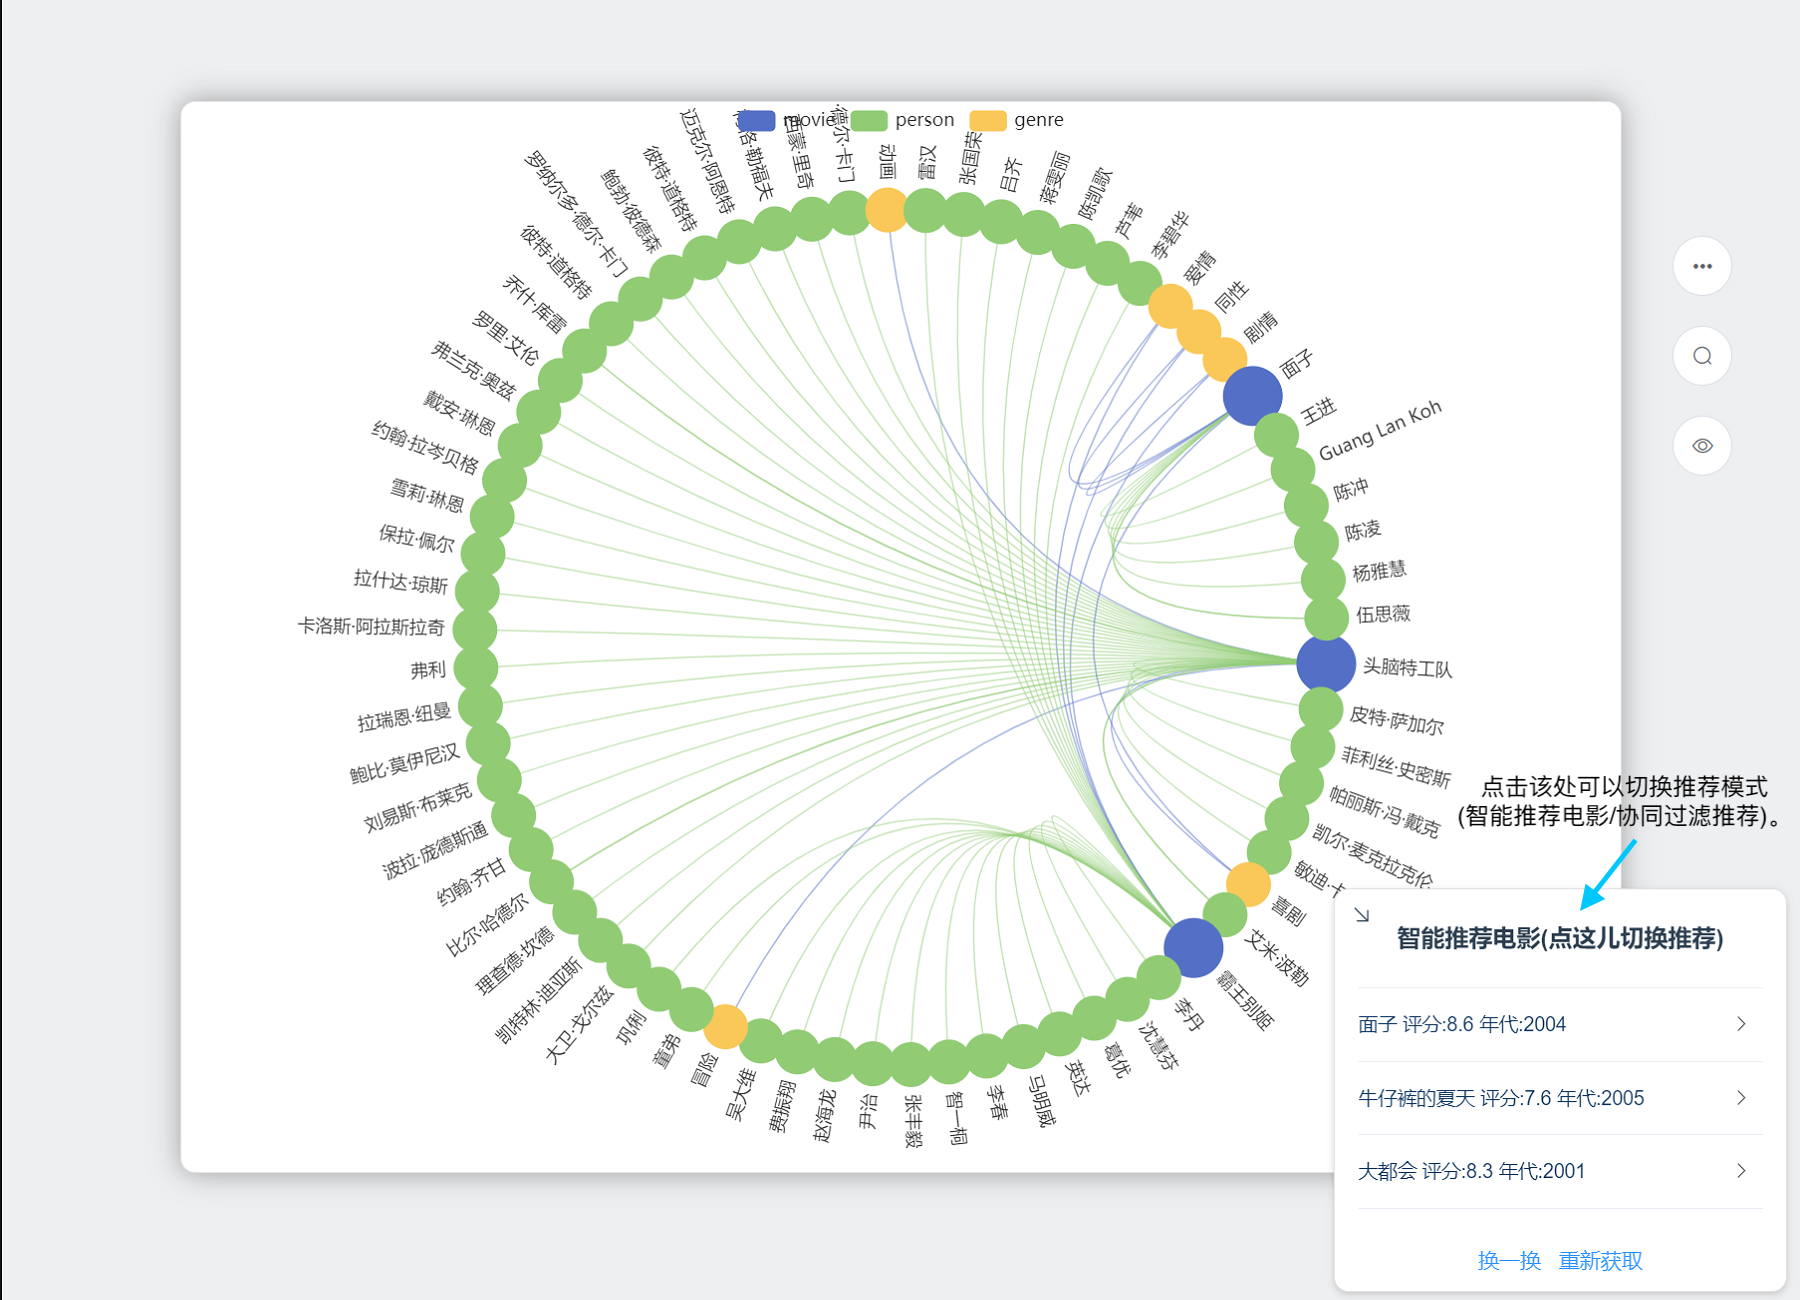 movie
person
genre
动画
雷汉
张国荣
吕齐
蒋雯丽
陈凯歌
芦苇
李碧华
爱情
同性
剧情
面子
王进
Guang Lan Koh
陈冲
陈凌
杨雅慧
伍思薇
头脑特工队
皮特·萨加尔
菲利丝·史密斯
帕丽斯·冯·戴克
凯尔·麦克拉克伦
敏迪·卡
喜剧
艾米·波勒
霸王别姬
李丹
沈慧芬
葛优
英达
马明威
李春
智一桐
张丰毅
尹治
赵海龙
费振翔
吴大维
冒险
童弟
巩俐
大卫·戈尔兹
凯特林·迪亚斯
理查德·坎德
比尔·哈德尔
约翰·齐甘
波拉·庞德斯通
刘易斯·布莱克
鲍比·莫伊尼汉
拉瑞恩·纽曼
弗利
卡洛斯·阿拉斯拉奇
拉什达·琼斯
保拉·佩尔
雪莉·琳恩
约翰·拉岑贝格
戴安·琳恩
弗兰克·奥兹
罗里·艾伦
乔什·库雷
彼特·道格特
罗纳尔多·德尔·卡门
鲍勃·彼德森
彼特·道格特
迈克尔·阿恩特
格·勒福夫
西蒙·里奇
·德尔·卡门
点击该处可以切换推荐模式
(智能推荐电影/协同过滤推荐)。
智能推荐电影(点这儿切换推荐)
面子 评分:8.6 年代:2004
牛仔裤的夏天 评分:7.6 年代:2005
大都会 评分:8.3 年代:2001
换一换 重新获取